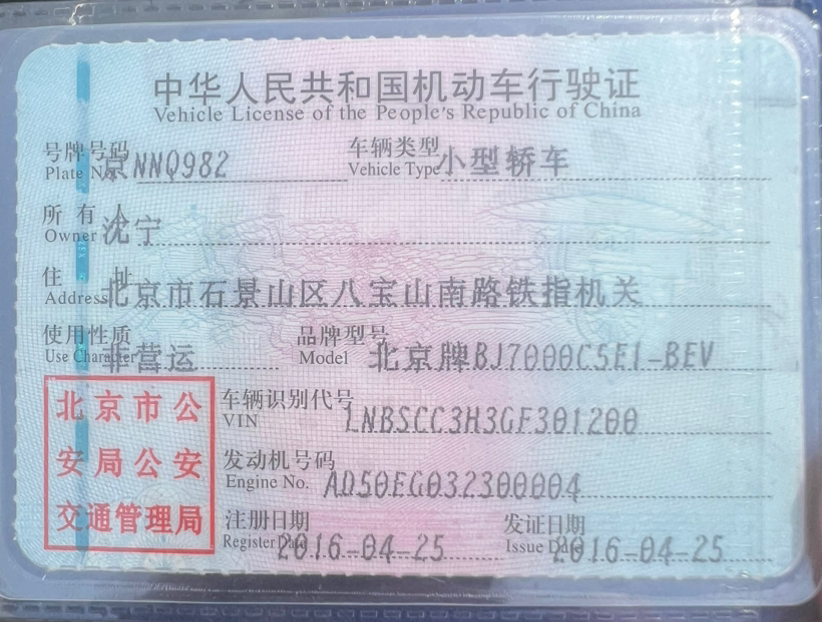 中华人民共和国机动车行驶证
Vehicle License of the People's Republic of China
号牌号码 京NNQ982 车辆类型 小型轿车
Plate No. Vehicle Type
所有人 沈宁
Owner
住址 北京市石景山区八宝山南路铁指机关
Address
使用性质 非营运 品牌型号 北京牌BJ7000C5E1-BEV
Use Character Model
北京市公
安局公安
交通管理局
车辆识别代号 LNBSCC3H3GF301200
VIN
发动机号码 AD50EG032300004
Engine No.
注册日期 2016-04-25 发证日期 2016-04-25
Register Date Issue Date